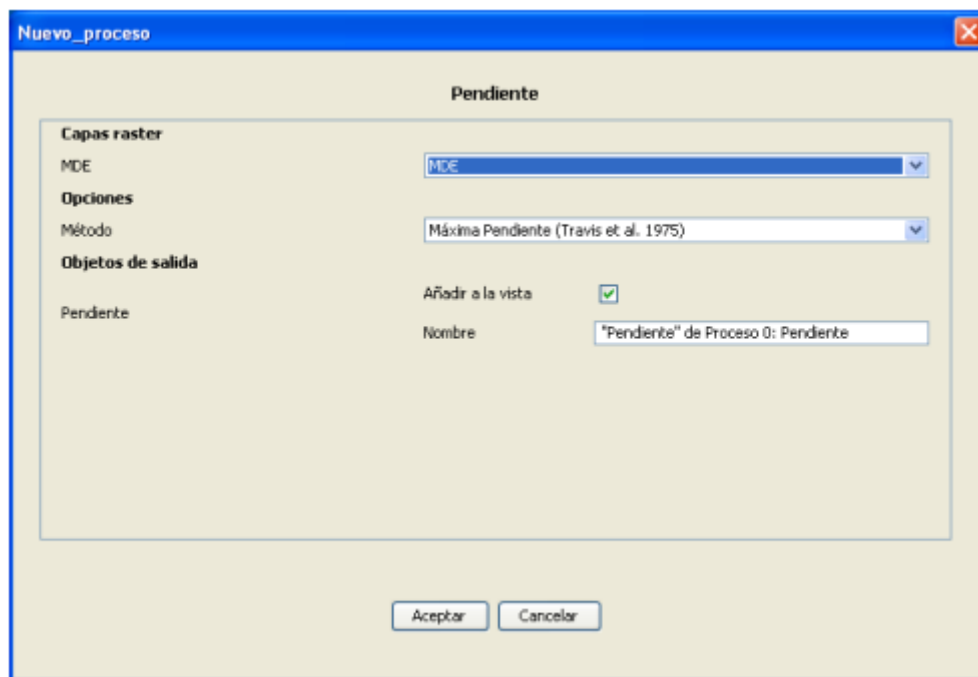 Nuevo_proceso
Pendiente
Capas raster
MDE
MDE
Opciones
Método
Máxima Pendiente (Travis et al. 1975)
Objetos de salida
Pendiente
Añadir a la vista
Nombre
"Pendiente" de Proceso 0: Pendiente
Aceptar
Cancelar